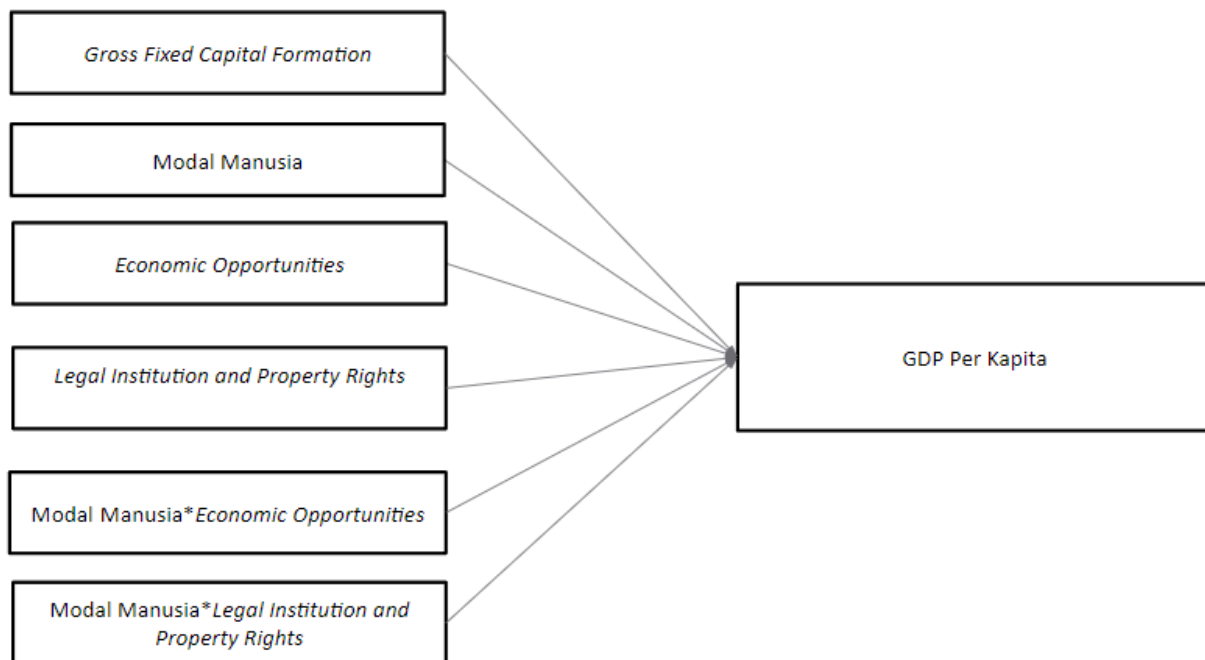 Gross Fixed Capital Formation
Modal Manusia
Economic Opportunities
Legal Institution and Property Rights
GDP Per Kapita
Modal Manusia*Economic Opportunities
Modal Manusia*Legal Institution and
Property Rights